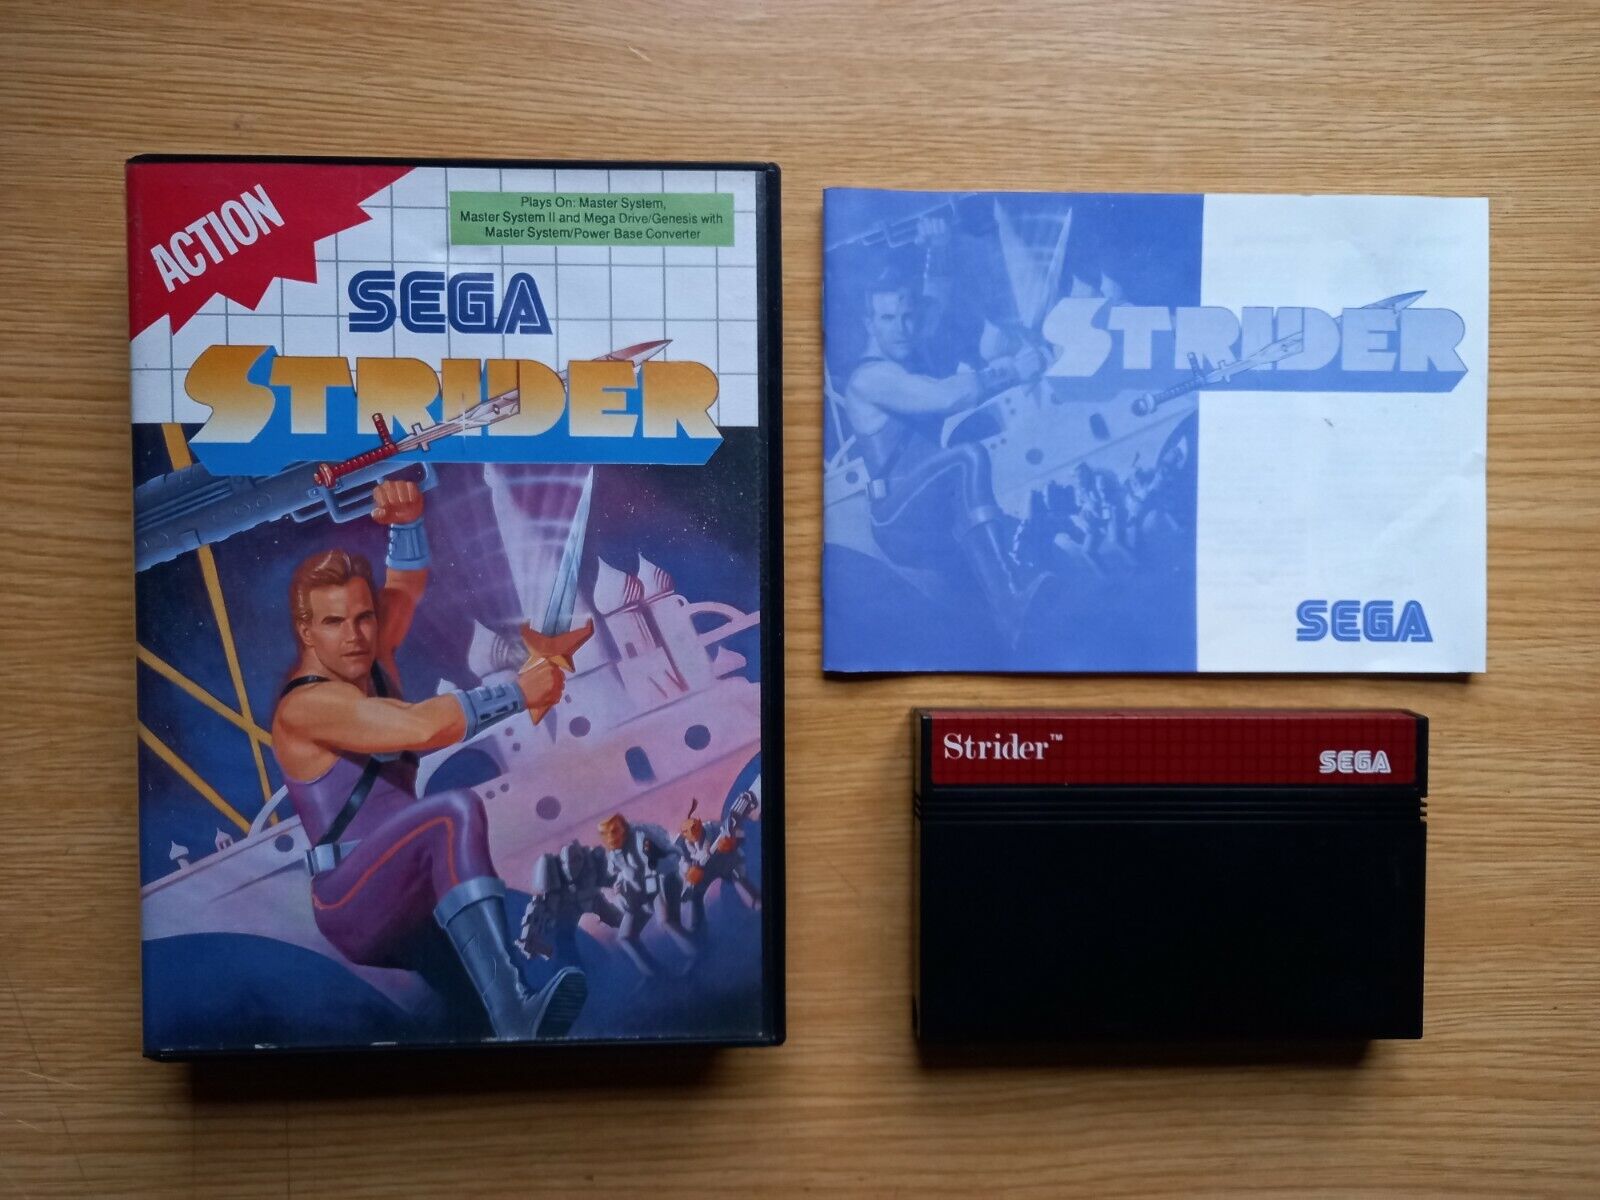 ACTION
Plays On: Master System,
Master System II and Mega Drive/Genesis with
Master System/Power Base Converter
SEGA
STRIDER
STRIDER
SEGA
Strider™
SEGA